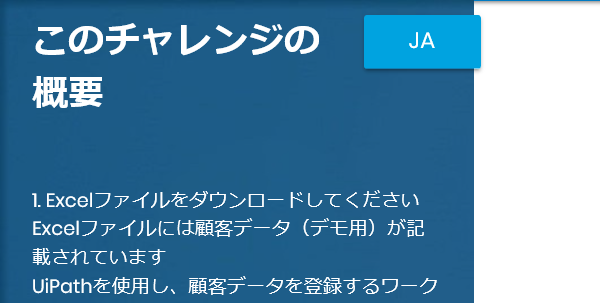 このチャレンジの
JA
概要
1. Excelファイルをダウンロードしてください
Excelファイルには顧客データ（デモ用）が記
載されています
UiPathを使用し、顧客データを登録するワーク